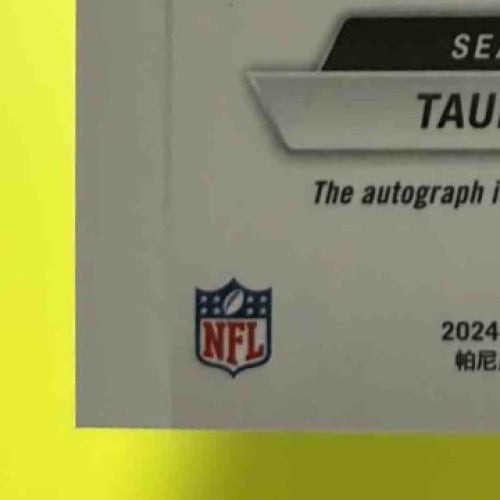 SEA
TAU
The autograph i
NFL
2024
帕尼